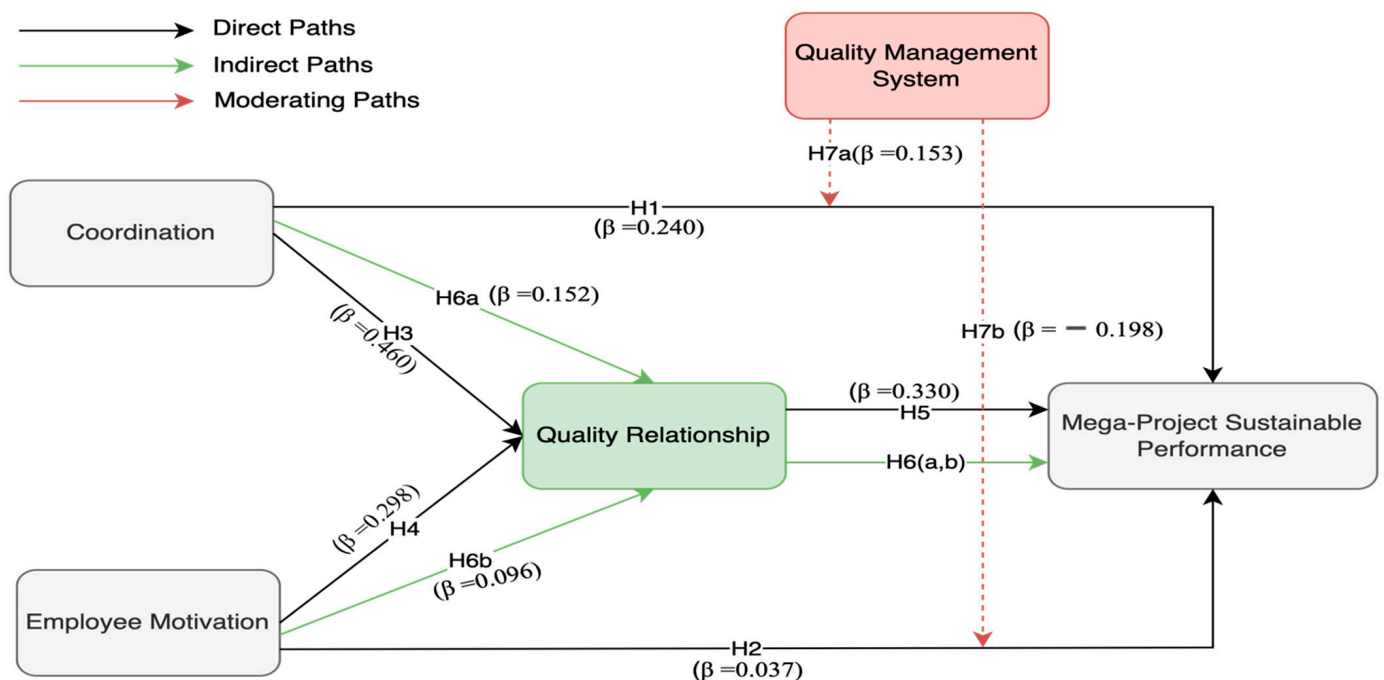 Direct Paths
Indirect Paths
Moderating Paths
Quality Management
System
H7a(β =0.153)
Coordination
H1
(β =0.240)
H6a (β =0.152)
H3
(β =0.460)
H7b (β = − 0.198)
Quality Relationship
(β =0.330)
H5
H6(a,b)
Mega-Project Sustainable
Performance
(β =0.298)
H4
H6b
(β =0.096)
Employee Motivation
H2
(β =0.037)